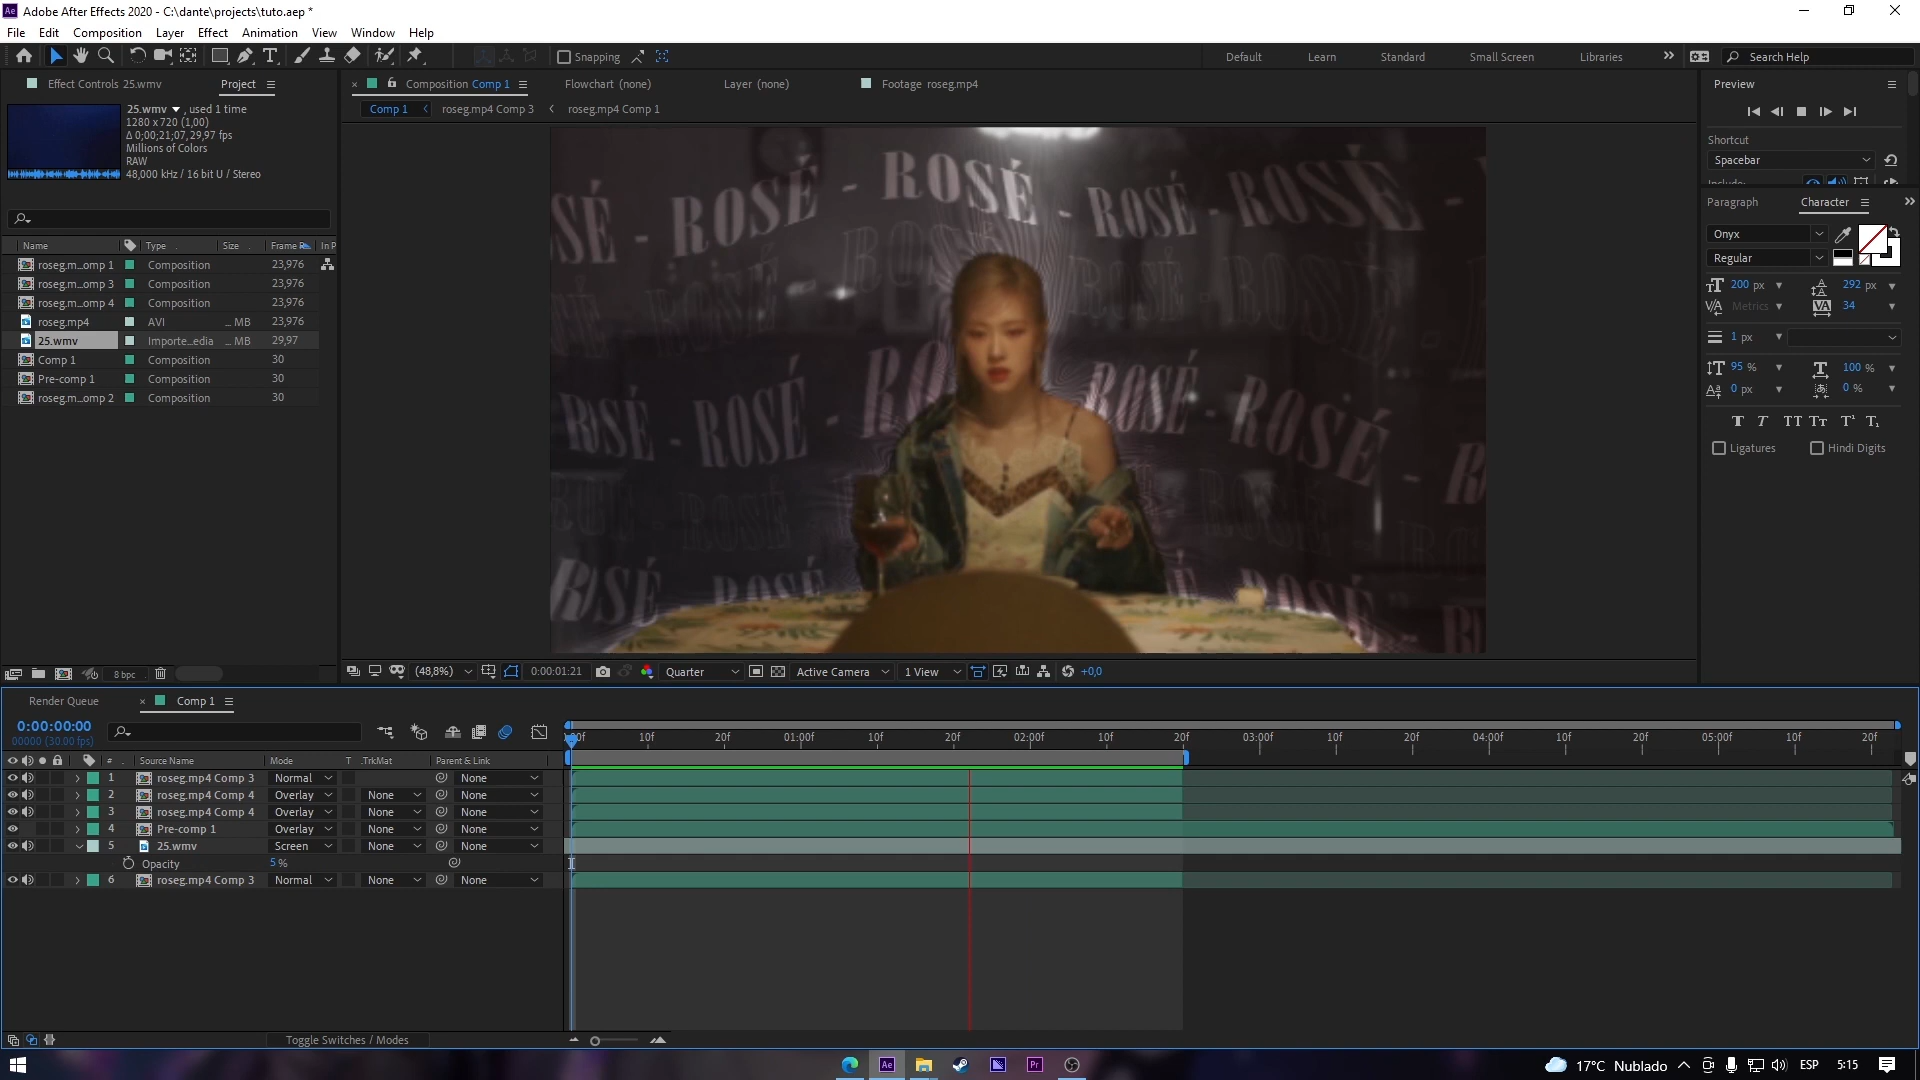 Adobe After Effects 2020 - C:\dante\projects\tuto.aep *
File Edit Composition Layer Effect Animation View Window Help
Snapping
Default Learn Standard Small Screen Libraries
Search Help
Effect Controls 25.wmv
Project
25.wmv , used 1 time
1280 x 720 (1,00)
Δ 0;00;21;07, 29,97 fps
Millions of Colors
RAW
48,000 kHz / 16 bit U / Stereo
Name Type Size Frame R In P
roseg.m...omp 1 Composition 23,976
roseg.m...omp 3 Composition 23,976
roseg.m...omp 4 Composition 23,976
roseg.mp4 AVI ... MB 23,976
25.wmv Importe...edia ... MB 29,97
Comp 1 Composition 30
Pre-comp 1 Composition 30
roseg.m...omp 2 Composition 30
8 bpc
Composition Comp 1
Flowchart (none)
Layer (none)
Footage roseg.mp4
Comp 1 roseg.mp4 Comp 3 roseg.mp4 Comp 1
SÉ - ROSÉ - ROSÉ - ROSÉ - ROSÉ
ROSÉ - ROSÉ - ROSÉ - ROSÉ - R
ROSÉ
ROSÉ
(48,8%) 0:00:01:21 Quarter Active Camera 1 View +0,0
Preview
Shortcut
Spacebar
Include:
Paragraph Character
Onyx
Regular
200 px 292 px
Metrics 34
1 px
95 % 100 %
0 px 0 %
T T TT Tт T¹ T₁
Ligatures Hindi Digits
Render Queue
Comp 1
0:00:00:00
00000 (30.00 fps)
:00f 10f 20f 01:00f 10f 20f 02:00f 10f 20f 03:00f 10f 20f 04:00f 10f 20f 05:00f 10f 20f
# Source Name Mode T .TrkMat Parent & Link
1 roseg.mp4 Comp 3 Normal None
2 roseg.mp4 Comp 4 Overlay None None
3 roseg.mp4 Comp 4 Overlay None None
4 Pre-comp 1 Overlay None None
5 25.wmv Screen None None
Opacity 5 %
6 roseg.mp4 Comp 3 Normal None None
Toggle Switches / Modes
17°C Nublado ESP 5:15